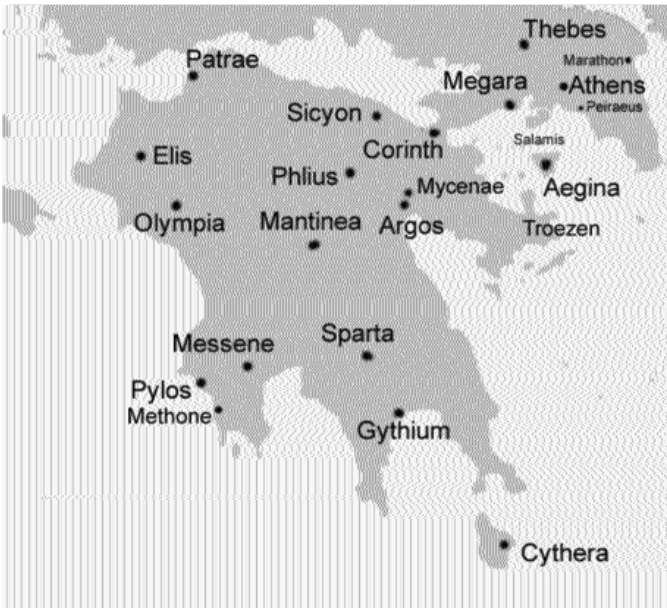 Thebes
Patrae
Marathon
Megara
Athens
Sicyon
Peiraeus
Corinth
Salamis
Elis
Phlius
Mycenae
Aegina
Olympia
Mantinea
Argos
Troezen
Sparta
Messene
Pylos
Methone
Gythium
Cythera